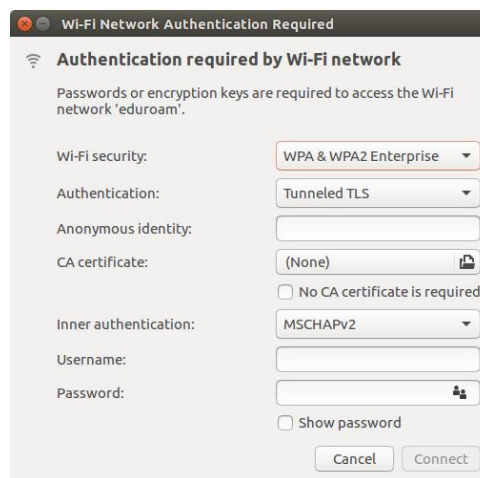 Wi-Fi Network Authentication Required
Authentication required by Wi-Fi network
Passwords or encryption keys are required to access the Wi-Fi
network 'eduroam'.
Wi-Fi security: WPA & WPA2 Enterprise
Authentication: Tunneled TLS
Anonymous identity:
CA certificate: (None)
No CA certificate is required
Inner authentication: MSCHAPv2
Username:
Password:
Show password
Cancel Connect